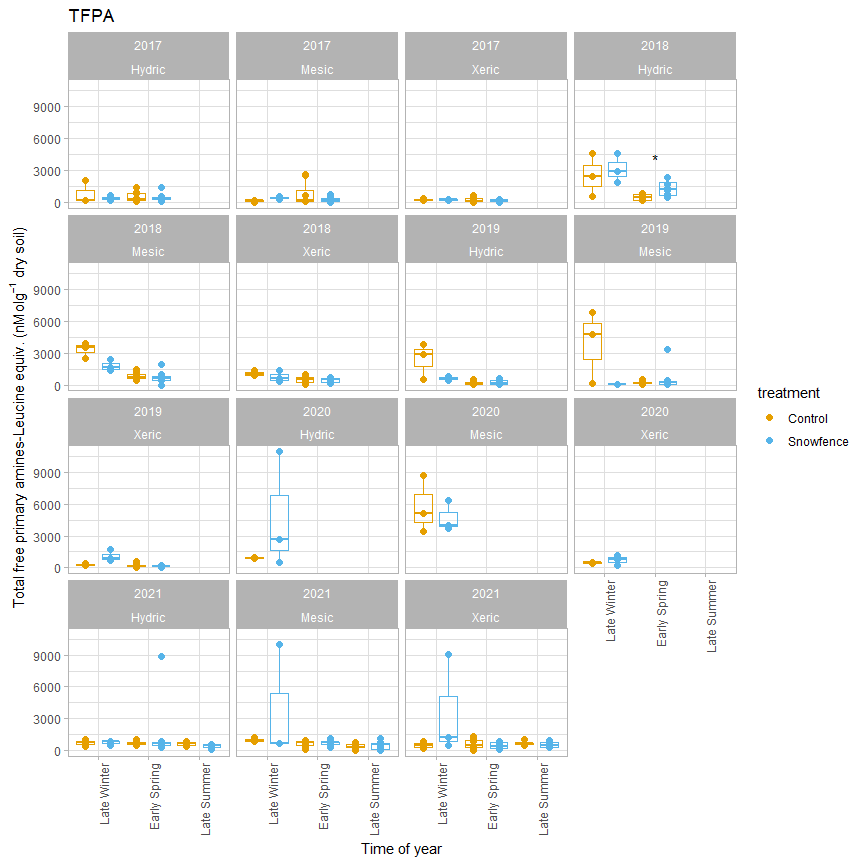 TFPA
2017 2017 2017 2018
Hydric Mesic Xeric Hydric
9000
6000
3000
0
*
2018 2018 2019 2019
Mesic Xeric Hydric Mesic
9000
6000
3000
0
2019 2020 2020 2020
Xeric Hydric Mesic Xeric
9000
6000
3000
0
2021 2021 2021
Hydric Mesic Xeric
9000
6000
3000
0
Late Winter Early Spring Late Summer
Late Winter Early Spring Late Summer Late Winter Early Spring Late Summer Late Winter Early Spring Late Summer
Time of year
Total free primary amines-Leucine equiv. (nMolg⁻¹ dry soil)
treatment
Control
Snowfence